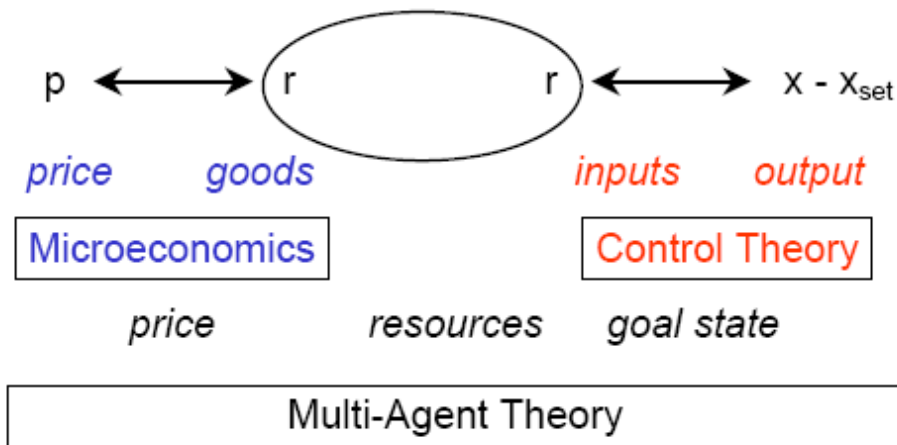 p r r x - xset
price goods inputs output
Microeconomics Control Theory
price resources goal state
Multi-Agent Theory